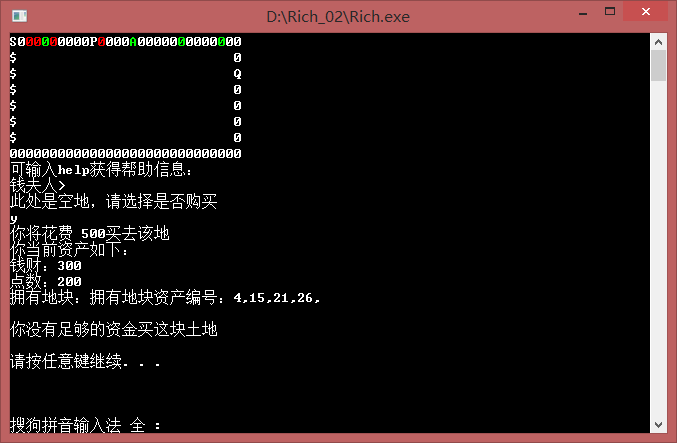 D:\Rich_02\Rich.exe
S000000000P0000A0000000000000
$                           0
$                           Q
$                           0
$                           0
$                           0
$                           0
00000000000000000000000000000
可输入help获得帮助信息:
钱夫人>
此处是空地，请选择是否购买
y
你将花费 500买去该地
你当前资产如下:
钱财: 300
点数: 200
拥有地块: 拥有地块资产编号: 4,15,21,26,
你没有足够的资金买这块土地
请按任意键继续. . .
搜狗拼音输入法 全 :